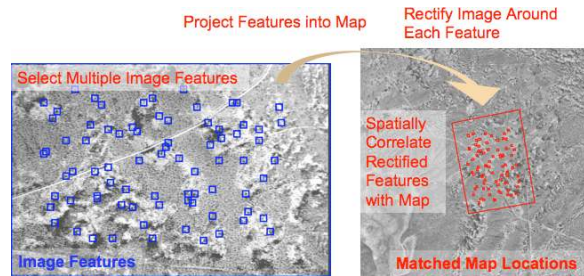 Project Features into Map
Rectify Image Around
Each Feature
Select Multiple Image Features
Spatially
Correlate
Rectified
Features
with Map
Image Features
Matched Map Locations